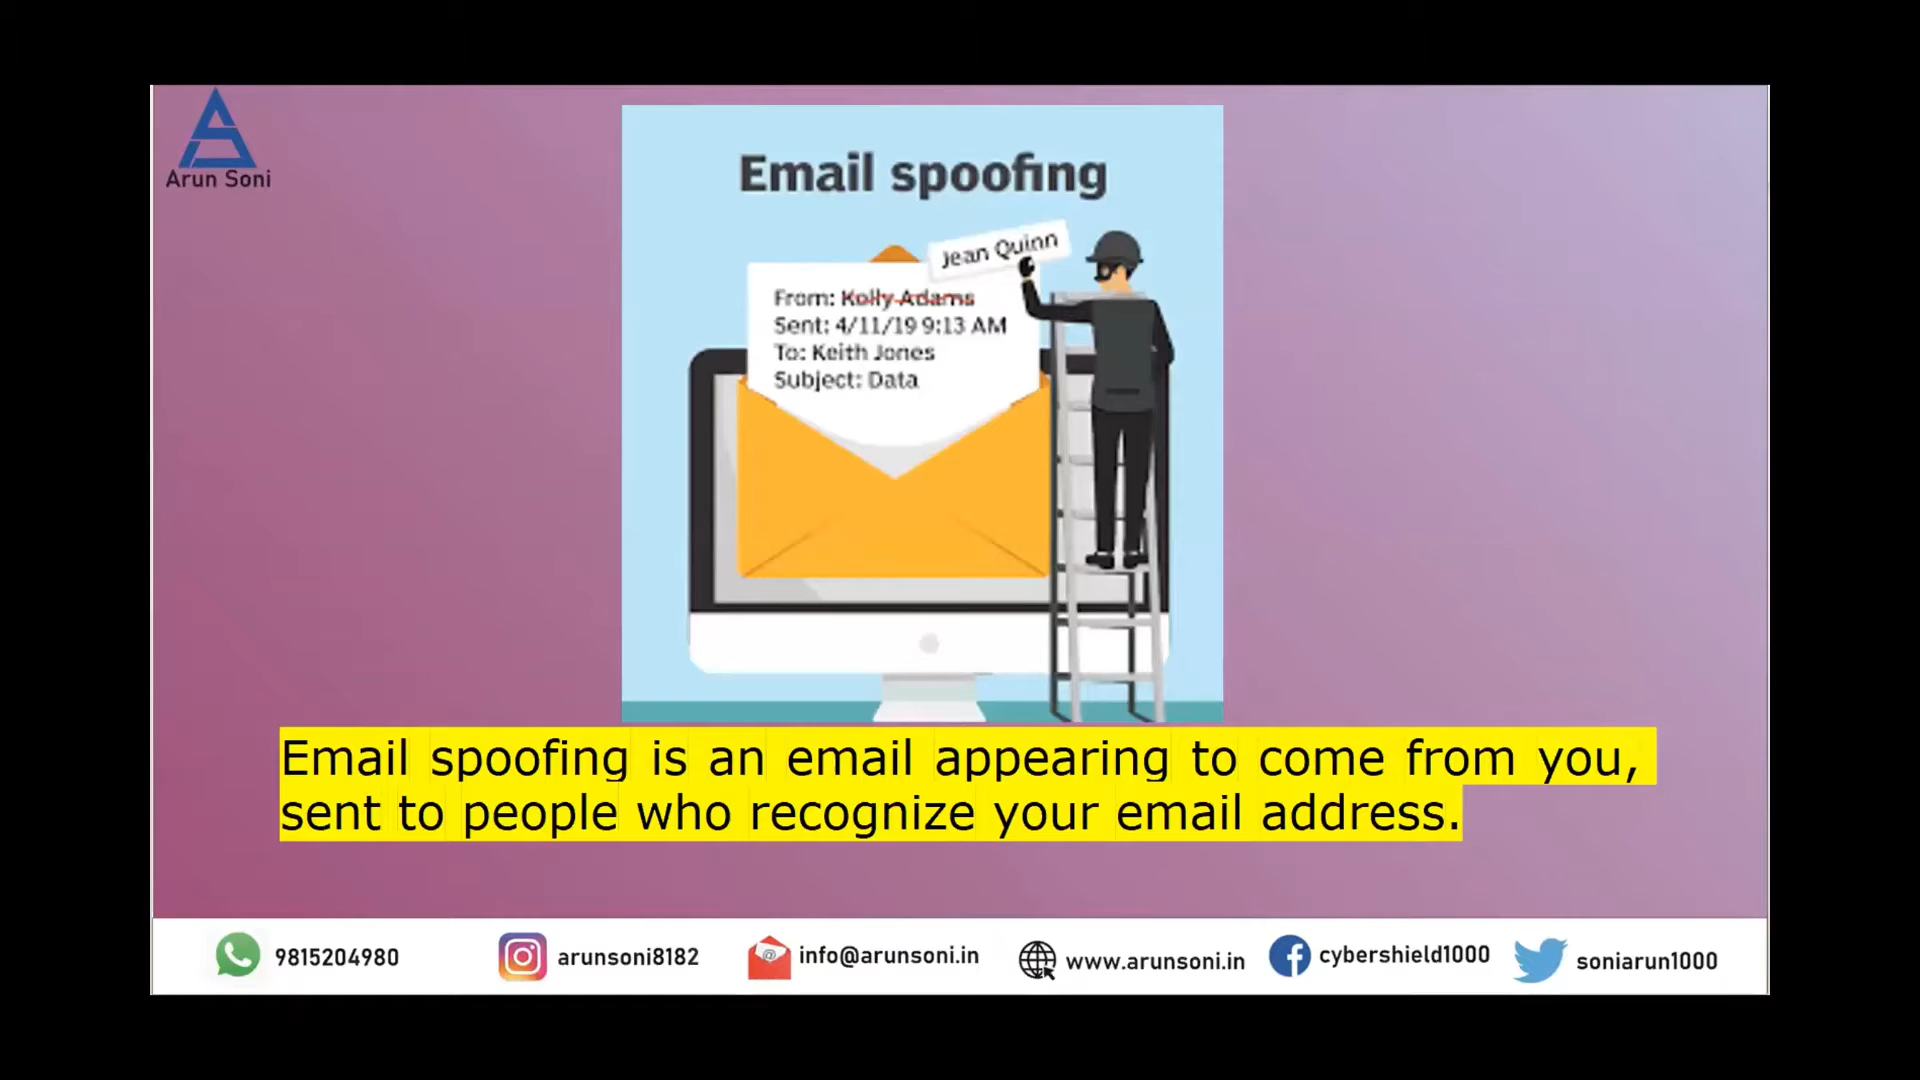 Arun Soni
Email spoofing
Jean Quinn
From: Kolly Adams
Sent: 4/11/19 9:13 AM
To: Keith Jones
Subject: Data
Email spoofing is an email appearing to come from you,
sent to people who recognize your email address.
9815204980
arunsoni8182
@
info@arunsoni.in
www.arunsoni.in
cybershield1000
soniarun1000